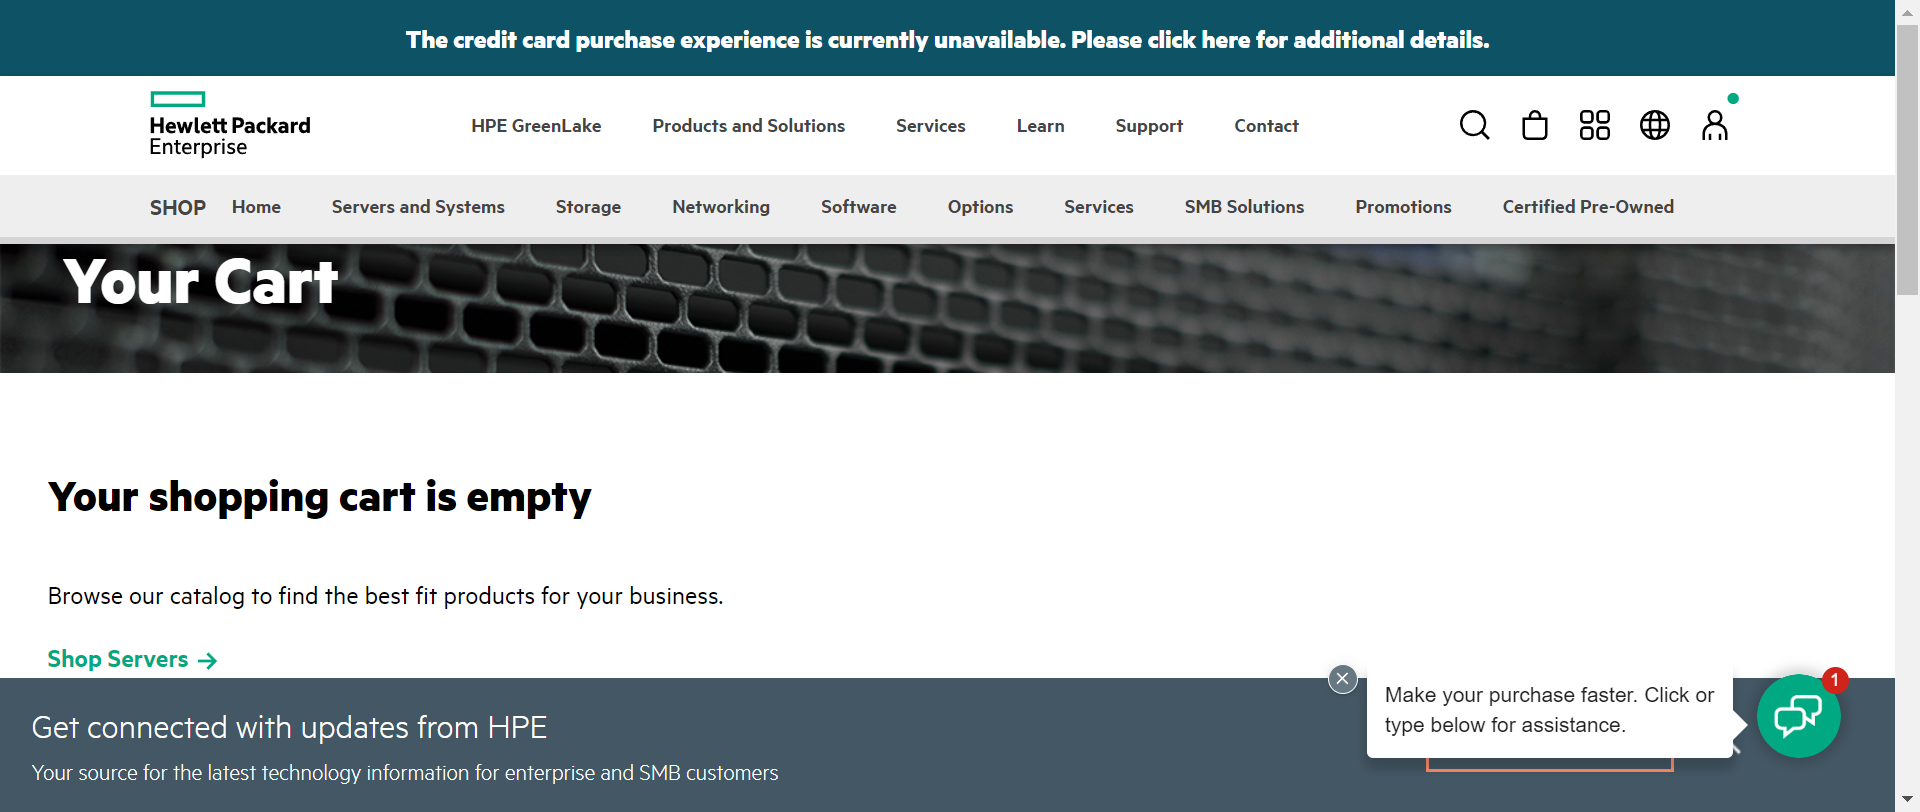 The credit card purchase experience is currently unavailable. Please click here for additional details.
Hewlett Packard
Enterprise
HPE GreenLake
Products and Solutions
Services
Learn
Support
Contact
SHOP
Home
Servers and Systems
Storage
Networking
Software
Options
Services
SMB Solutions
Promotions
Certified Pre-Owned
Your Cart
Your shopping cart is empty
Browse our catalog to find the best fit products for your business.
Shop Servers
Get connected with updates from HPE
Your source for the latest technology information for enterprise and SMB customers
Make your purchase faster. Click or
type below for assistance.
1